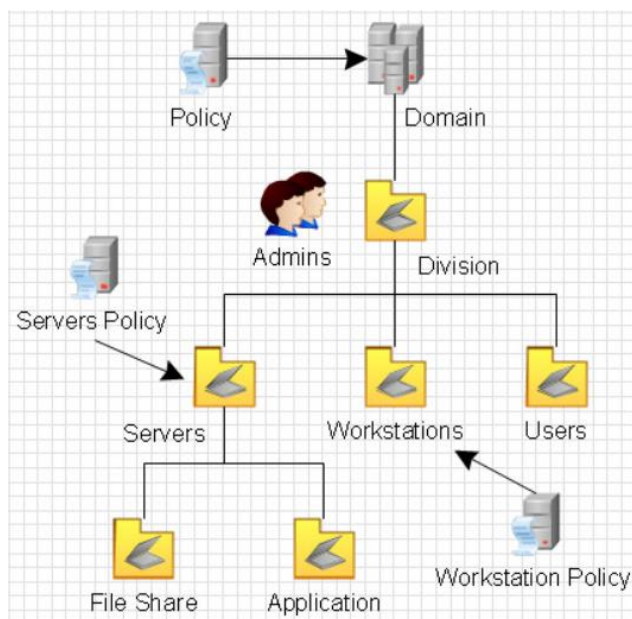 Policy
Domain
Admins
Division
Servers Policy
Servers
Workstations
Users
File Share
Application
Workstation Policy